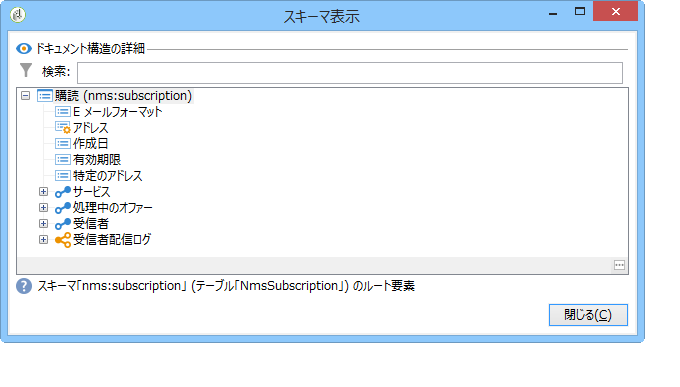 スキーマ表示
ドキュメント構造の詳細
検索:
購読 (nms:subscription)
E メールフォーマット
アドレス
作成日
有効期限
特定のアドレス
サービス
処理中のオファー
受信者
受信者配信ログ
スキーマ「nms:subscription」 (テーブル「NmsSubscription」) のルート要素
閉じる(C)